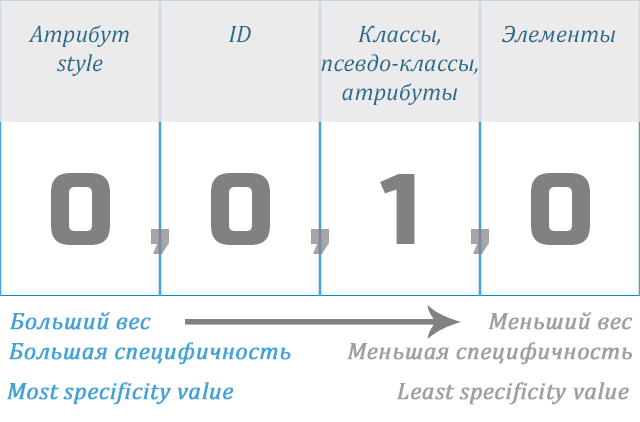 Атрибут
style
ID
Классы,
псевдо-классы,
атрибуты
Элементы
0,0,1,0
Больший вес
Меньший вес
Большая специфичность
Меньшая специфичность
Most specificity value
Least specificity value